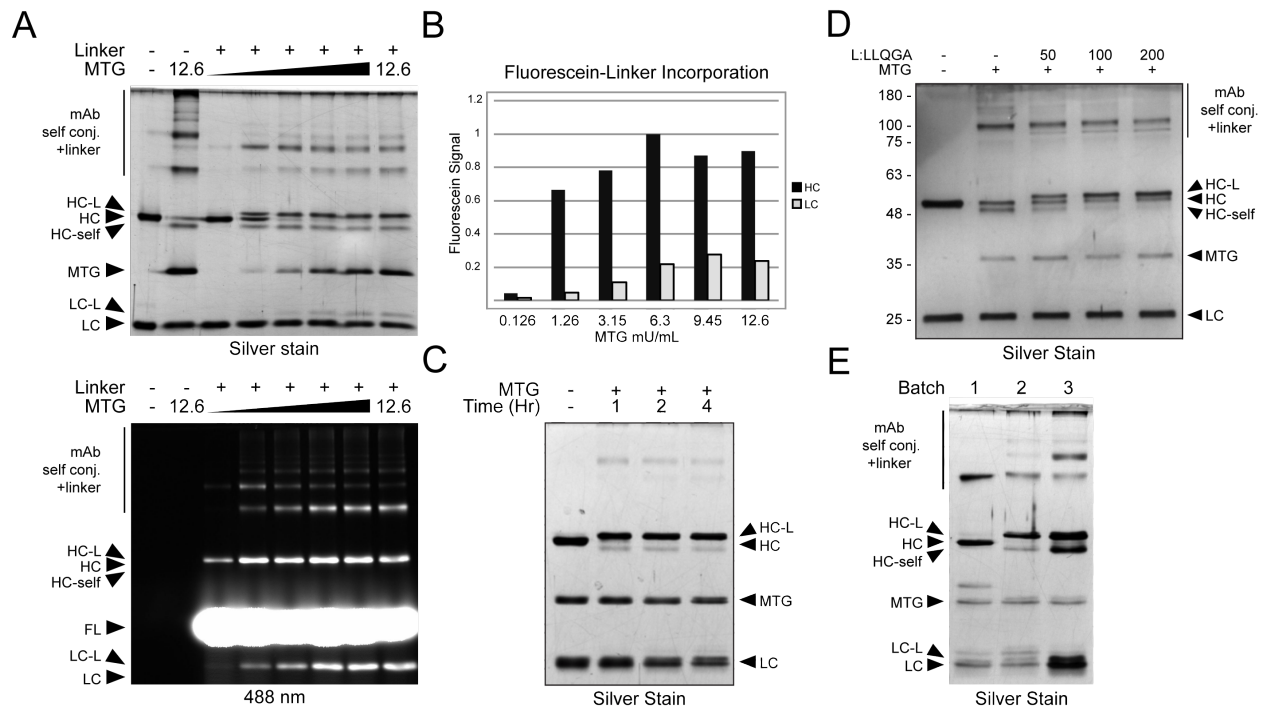 A
Linker - - + + + + + +
MTG - 12.6 12.6
mAb
self conj.
+linker
HC-L
HC
HC-self
MTG
LC-L
LC
Silver stain
Linker - - + + + + + +
MTG - 12.6 12.6
mAb
self conj.
+linker
HC-L
HC
HC-self
FL
LC-L
LC
488 nm
B
Fluorescein-Linker Incorporation
Fluorescein Signal
1.2
1
0.8
0.6
0.4
0.2
HC
LC
0.126 1.26 3.15 6.3 9.45 12.6
MTG mU/mL
C
MTG - + + +
Time (Hr) - 1 2 4
HC-L
HC
MTG
LC
Silver Stain
D
L:LLQGA - - 50 100 200
MTG - + + + +
180 -
100 -
75 -
63 -
48 -
35 -
25 -
mAb
self conj.
+linker
HC-L
HC
HC-self
MTG
LC
Silver Stain
E
Batch 1 2 3
mAb
self conj.
+linker
HC-L
HC
HC-self
MTG
LC-L
LC
Silver Stain